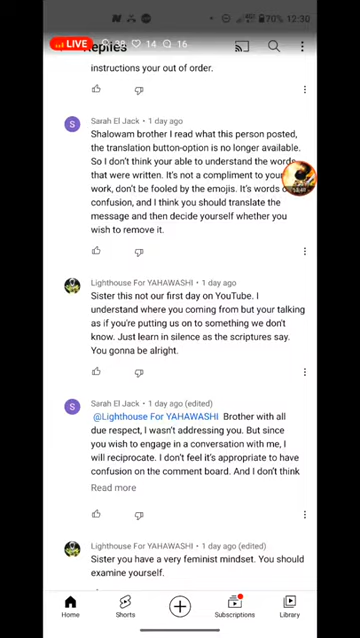 70% 12:30
LIVE
14
16
Replies
instructions your out of order.
Sarah El Jack • 1 day ago
Shalowam brother I read what this person posted,
the translation button-option is no longer available.
So I don't think your able to understand the words
that were written. It's not a compliment to your
work, don't be fooled by the emojis. It's words
confusion, and I think you should translate the
message and then decide yourself whether you
wish to remove it.
Lighthouse For YAHAWASHI • 1 day ago
Sister this not our first day on YouTube. I
understand where you coming from but your talking
as if you're putting us on to something we don't
know. Just learn in silence as the scriptures say.
You gonna be alright.
Sarah El Jack • 1 day ago (edited)
@Lighthouse For YAHAWASHI Brother with all
due respect, I wasn't addressing you. But since
you wish to engage in a conversation with me, I
will reciprocate. I don't feel it's appropriate to have
confusion on the comment board. And I don't think
Read more
Lighthouse For YAHAWASHI • 1 day ago (edited)
Sister you have a very feminist mindset. You should
examine yourself.
Home
Shorts
Subscriptions
Library